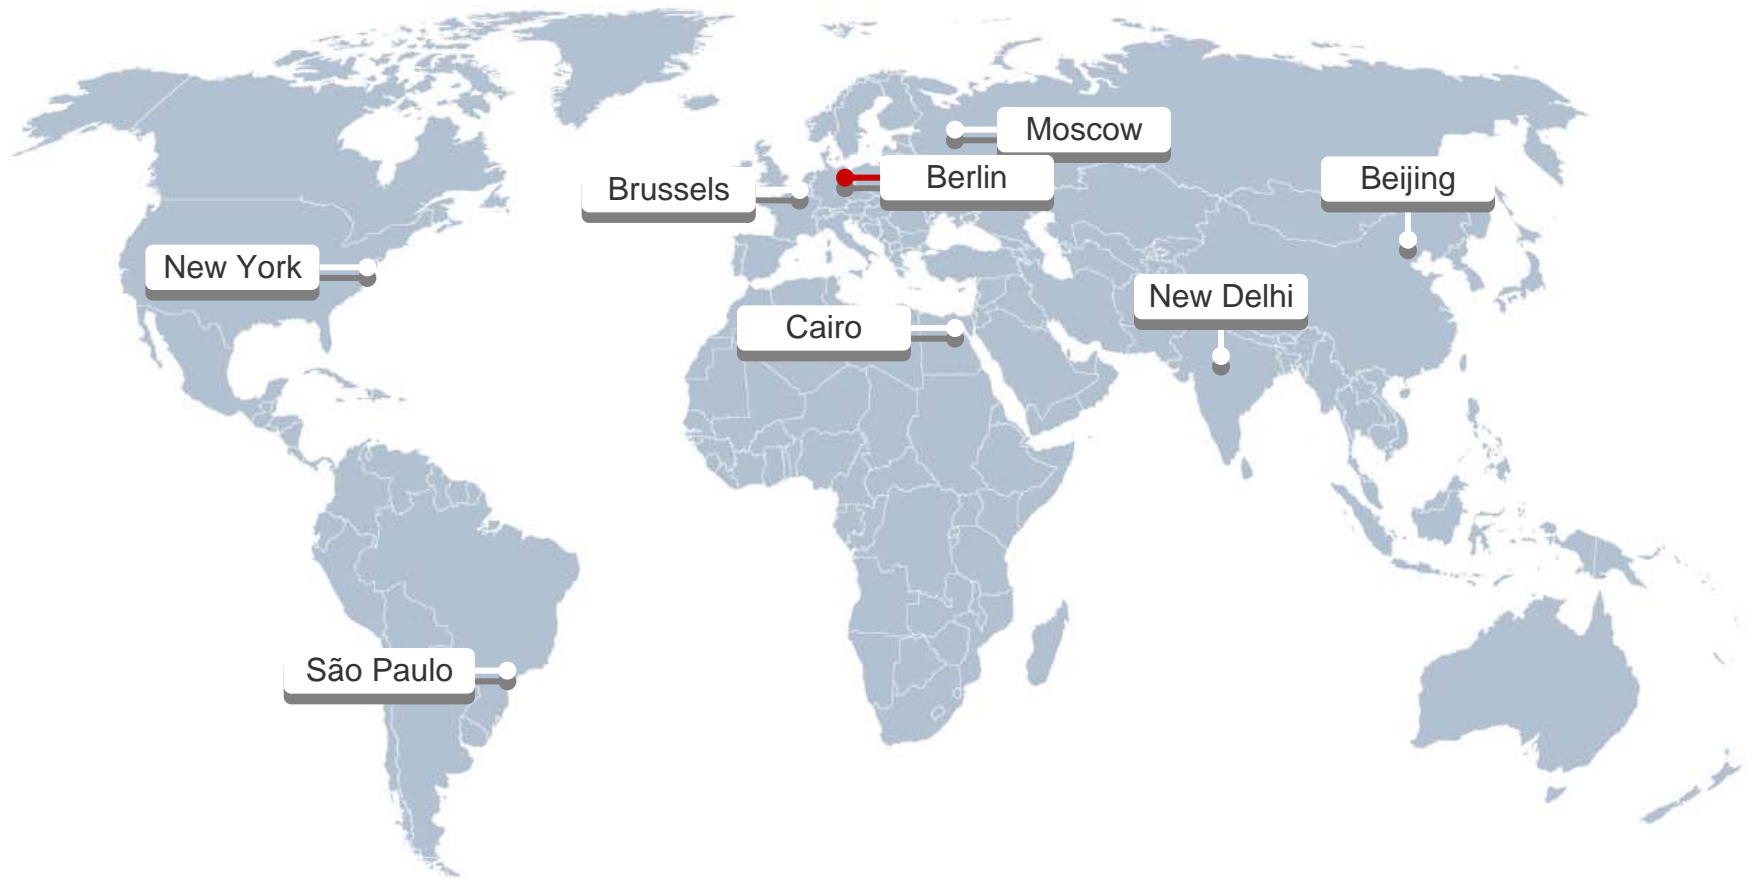 Moscow
Berlin
Brussels
Beijing
New York
New Delhi
Cairo
São Paulo